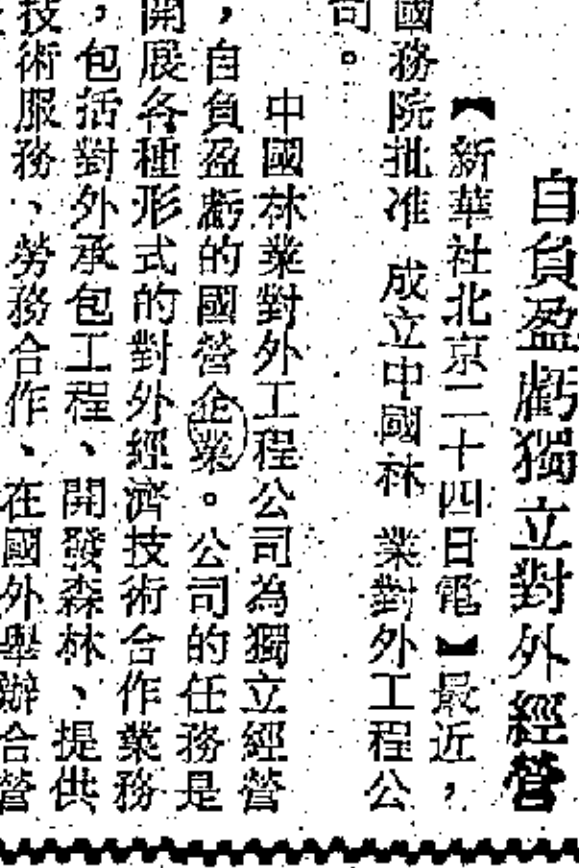 自負盈虧獨立對外經營
【新華社北京二十四日電】最近，
國務院批准 成立中國林 業對外工程公
司。
中國林業對外工程公司為獨立經營
，自負盈虧的國營企業。公司的任務是
開展各種形式的對外經濟技術合作業務
，包括對外承包工程、開發森林、提供
技術服務、勞務合作、在國外舉辦合營